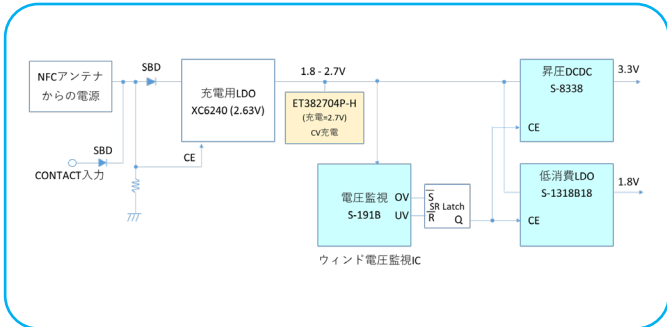 NFCアンテナ
からの電源
SBD
SBD
CONTACT入力
充電用LDO
XC6240 (2.63V)
CE
1.8 - 2.7V
ET382704P-H
(充電=2.7V)
CV充電
電圧監視
S-191B
OV
UV
ウィンド電圧監視IC
S
SR Latch
R
Q
昇圧DCDC
S-8338
CE
3.3V
低消費LDO
S-1318B18
CE
1.8V